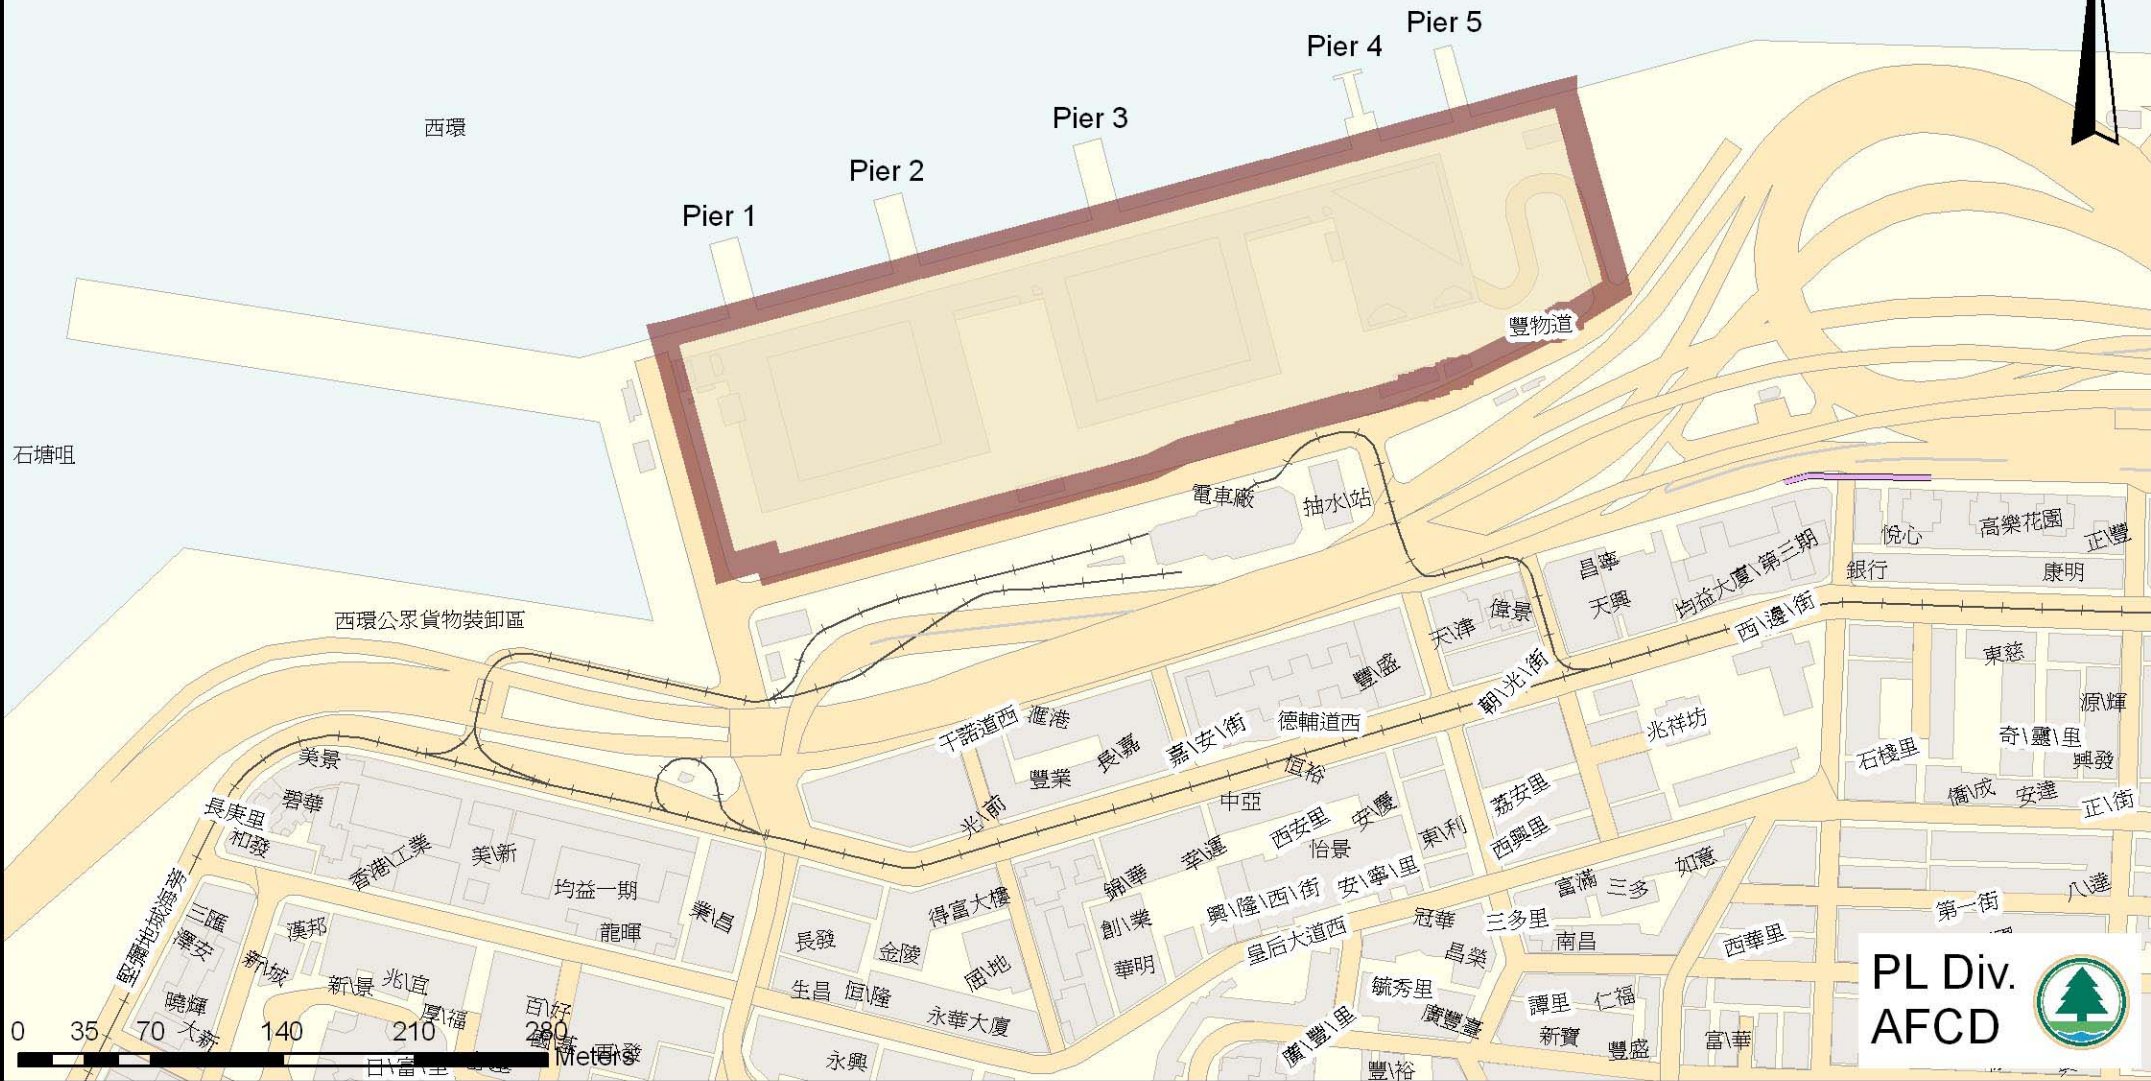 Pier 5
Pier 4
Pier 3
Pier 2
Pier 1
西環
豐物道
石塘咀
電車廠
抽水\站
西環公眾貨物裝卸區
昌寧
天興
均益大廈\第三期
悅心
高樂花園
正\豐
銀行
康明
偉景
天\津
西\邊\街
豐\盛
朝\光\街
東慈
源\輝
干諾道西
滙港
長\嘉
豐業
嘉\安\街
德輔道西
恒裕
兆祥坊
石棧里
奇\靈\里
興發
僑\成
安達
正\街
美景
碧華
長庚里
和發
香港\工業
美\新
均益一期
龍暉
業\昌
光\前
中亞
西安里
安\慶
荔安里
西興里
東\利
怡景
幸\運
錦\華
安\寧\里
興\隆\西\街
創\業
華明
皇后大道西
冠華
昌榮
三多里
富滿
三多
如意
南昌
西華里
第一街
八\達
三匯
澤安
漢邦
新\城
新\景
兆\宜
厚\福
曉輝
大新
百\好
長發
金陵
得富大樓
生昌
恒\隆
永華大廈
永興
毓秀里
廣豐臺
廣\豐\里
豐\裕
譚里
仁福
新寶
豐盛
富\華
日\富\里
0 35 70 140 210 280
Meters
PL Div.
AFCD